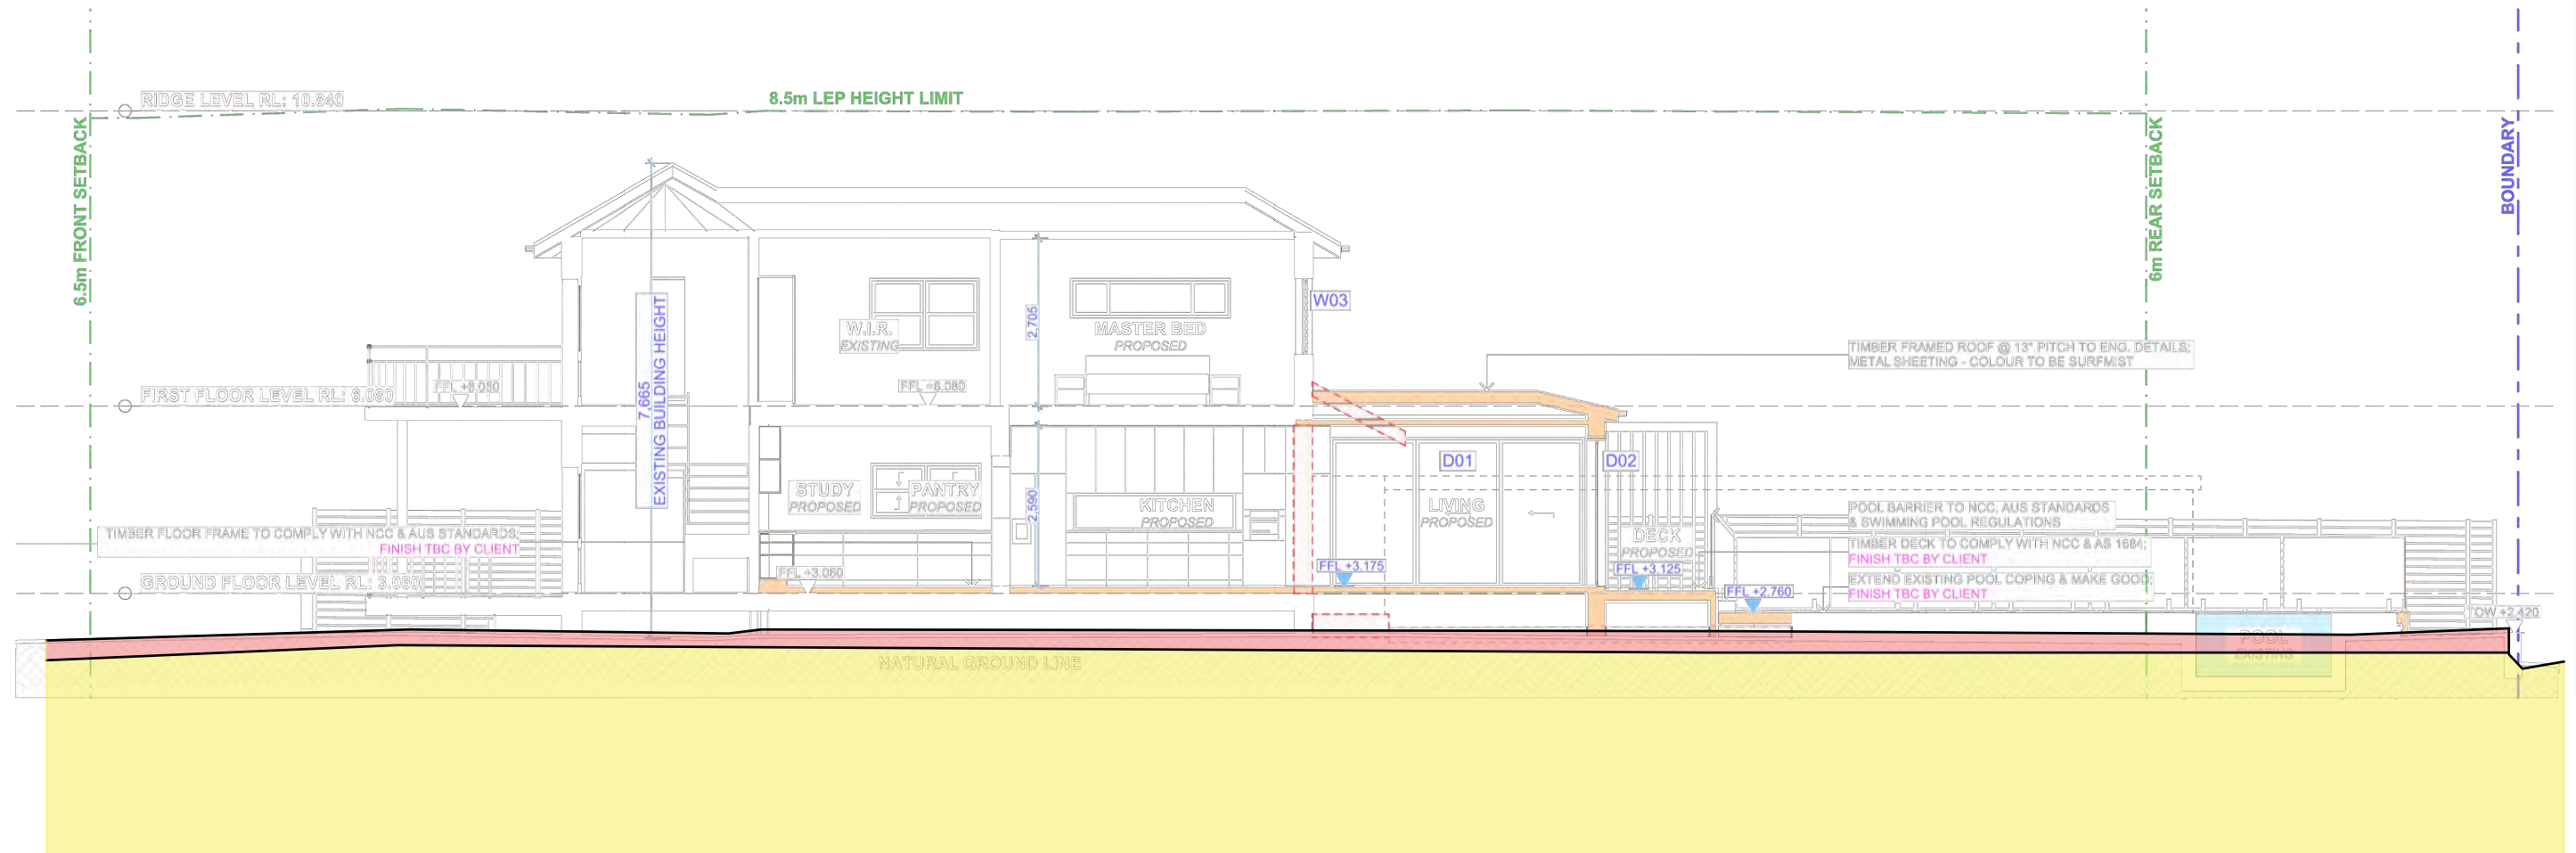 RIDGE LEVEL RL: 10.840
8.5m LEP HEIGHT LIMIT
6.5m FRONT SETBACK
6m REAR SETBACK
BOUNDARY
W03
2,705
W.I.R.
EXISTING
MASTER BED
PROPOSED
TIMBER FRAMED ROOF @ 13° PITCH TO ENG. DETAILS;
METAL SHEETING - COLOUR TO BE SURFMIST
FIRST FLOOR LEVEL RL: 6.080
FFL +6.050
FFL +6.080
7,665
EXISTING BUILDING HEIGHT
D01
D02
STUDY
PROPOSED
PANTRY
PROPOSED
2,590
KITCHEN
PROPOSED
LIVING
PROPOSED
DECK
PROPOSED
POOL BARRIER TO NCC, AUS STANDARDS
& SWIMMING POOL REGULATIONS
TIMBER FLOOR FRAME TO COMPLY WITH NCC & AUS STANDARDS;
FINISH TBC BY CLIENT
TIMBER DECK TO COMPLY WITH NCC & AS 1684;
FINISH TBC BY CLIENT
EXTEND EXISTING POOL COPING & MAKE GOOD;
FINISH TBC BY CLIENT
GROUND FLOOR LEVEL RL: 3.060
FFL +3.060
FFL +3.175
FFL +3.125
FFL +2.760
TOW +2.420
POOL
EXISTING
NATURAL GROUND LINE